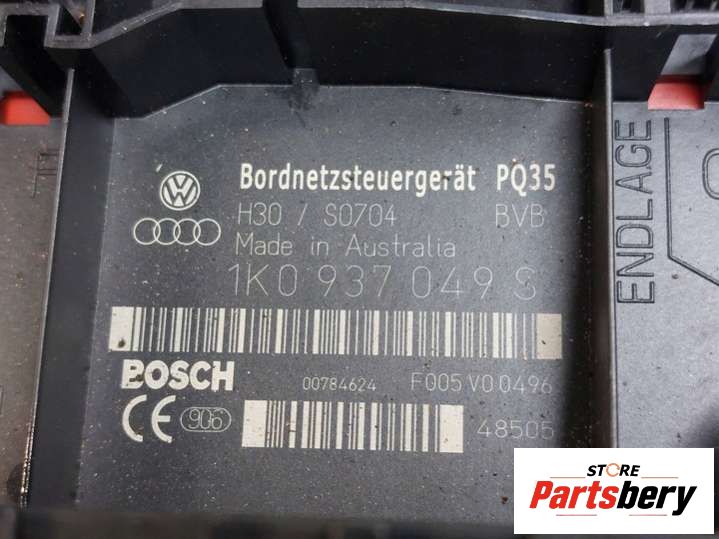 Bordnetzsteuergerät PQ35
H30 / S0704 BVB
Made in Australia
1K0 937 049 S
BOSCH 00784624 F005 V0 0496
CE 906 48505
ENDLAGE
STORE
Partsbery